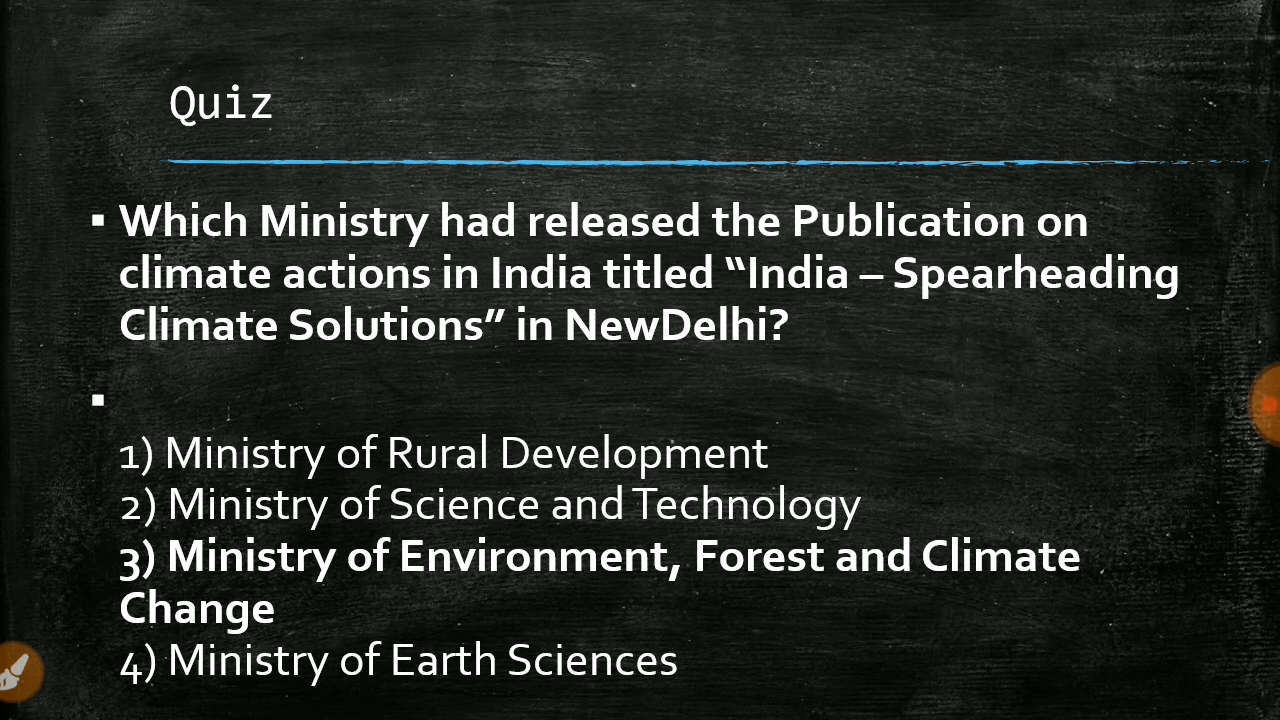 Quiz
▪ Which Ministry had released the Publication on
climate actions in India titled “India – Spearheading
Climate Solutions” in NewDelhi?
▪
1) Ministry of Rural Development
2) Ministry of Science and Technology
3) Ministry of Environment, Forest and Climate
Change
4) Ministry of Earth Sciences